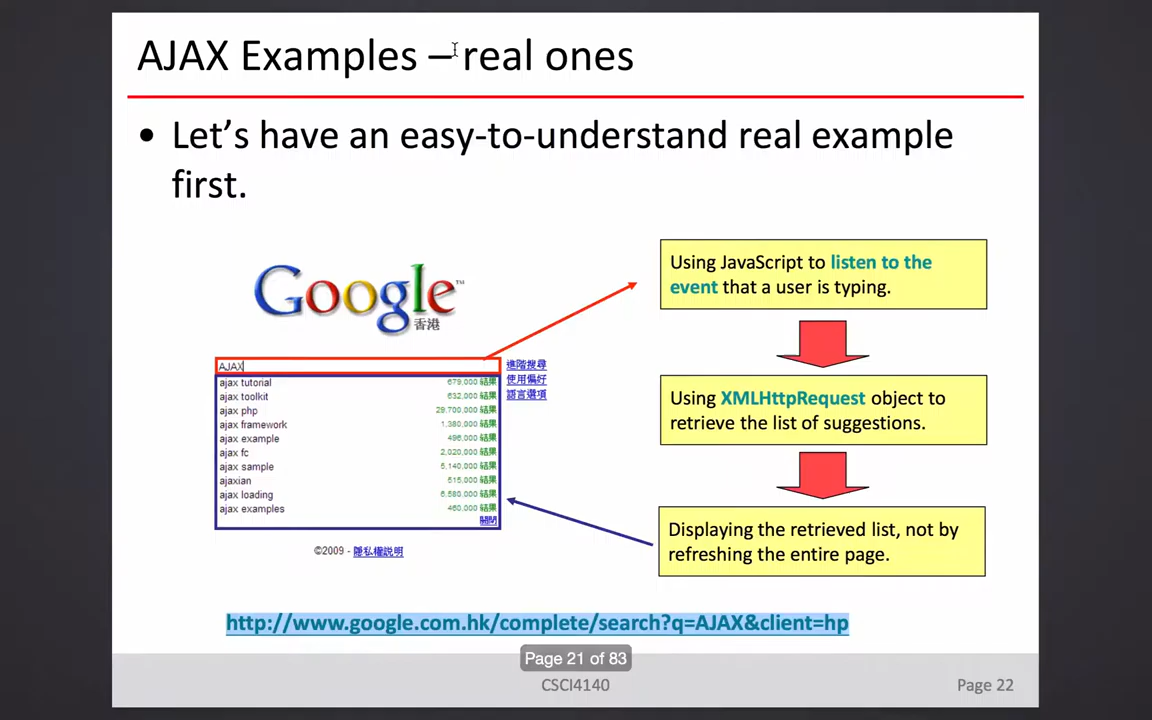 AJAX Examples – real ones
• Let's have an easy-to-understand real example
first.
Google™
香港
AJAX
進階搜尋
使用偏好
語言選項
ajax tutorial 679,000 結果
ajax toolkit 632,000 結果
ajax php 29,700,000 結果
ajax framework 1,380,000 結果
ajax example 496,000 結果
ajax fc 2,020,000 結果
ajax sample 5,140,000 結果
ajaxian 515,000 結果
ajax loading 6,580,000 結果
ajax examples 460,000 結果
關閉
©2009 - 隱私權說明
Using JavaScript to listen to the
event that a user is typing.
Using XMLHttpRequest object to
retrieve the list of suggestions.
Displaying the retrieved list, not by
refreshing the entire page.
http://www.google.com.hk/complete/search?q=AJAX&client=hp
Page 21 of 83
CSCI4140
Page 22